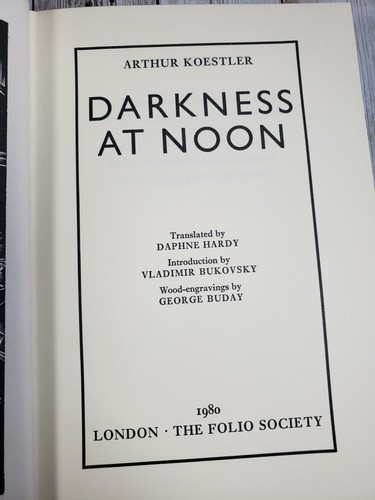 ARTHUR KOESTLER
DARKNESS
AT NOON
Translated by
DAPHNE HARDY
Introduction by
VLADIMIR BUKOVSKY
Wood-engravings by
GEORGE BUDAY
1980
LONDON · THE FOLIO SOCIETY